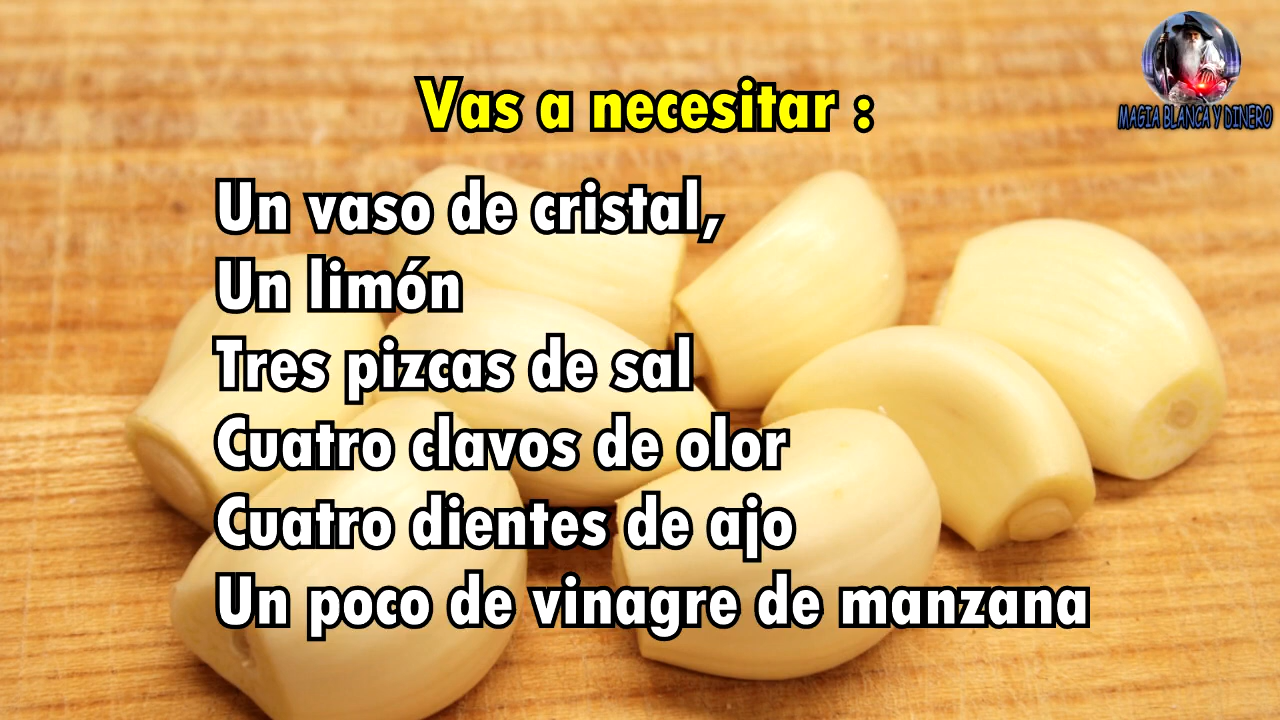 MAGIA BLANCA Y DINERO
Vas a necesitar :
Un vaso de cristal,
Un limón
Tres pizcas de sal
Cuatro clavos de olor
Cuatro dientes de ajo
Un poco de vinagre de manzana